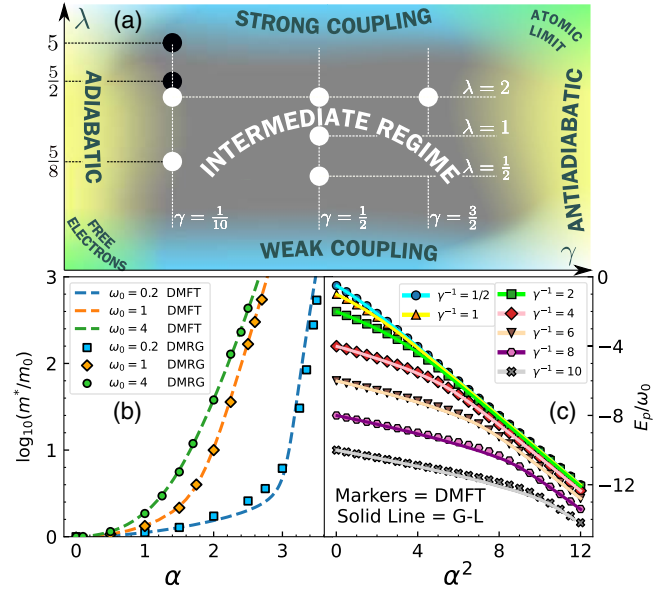 λ
(a)
STRONG COUPLING
ATOMIC
LIMIT
5
5/2
5/8
ADIABATIC
INTERMEDIATE REGIME
λ = 2
λ = 1
λ = 1/2
ANTIADIABATIC
γ = 1/10
γ = 1/2
γ = 3/2
FREE
ELECTRONS
WEAK COUPLING
γ
3
2
1
0
log₁₀(m*/m₀)
ω₀ = 0.2 DMFT
ω₀ = 1 DMFT
ω₀ = 4 DMFT
ω₀ = 0.2 DMRG
ω₀ = 1 DMRG
ω₀ = 4 DMRG
(b)
0 1 2 3
α
γ⁻¹ = 1/2
γ⁻¹ = 1
γ⁻¹ = 2
γ⁻¹ = 4
γ⁻¹ = 6
γ⁻¹ = 8
γ⁻¹ = 10
(c)
Markers = DMFT
Solid Line = G-L
0
−4
−8
−12
Eₚ/ω₀
0 4 8 12
α²